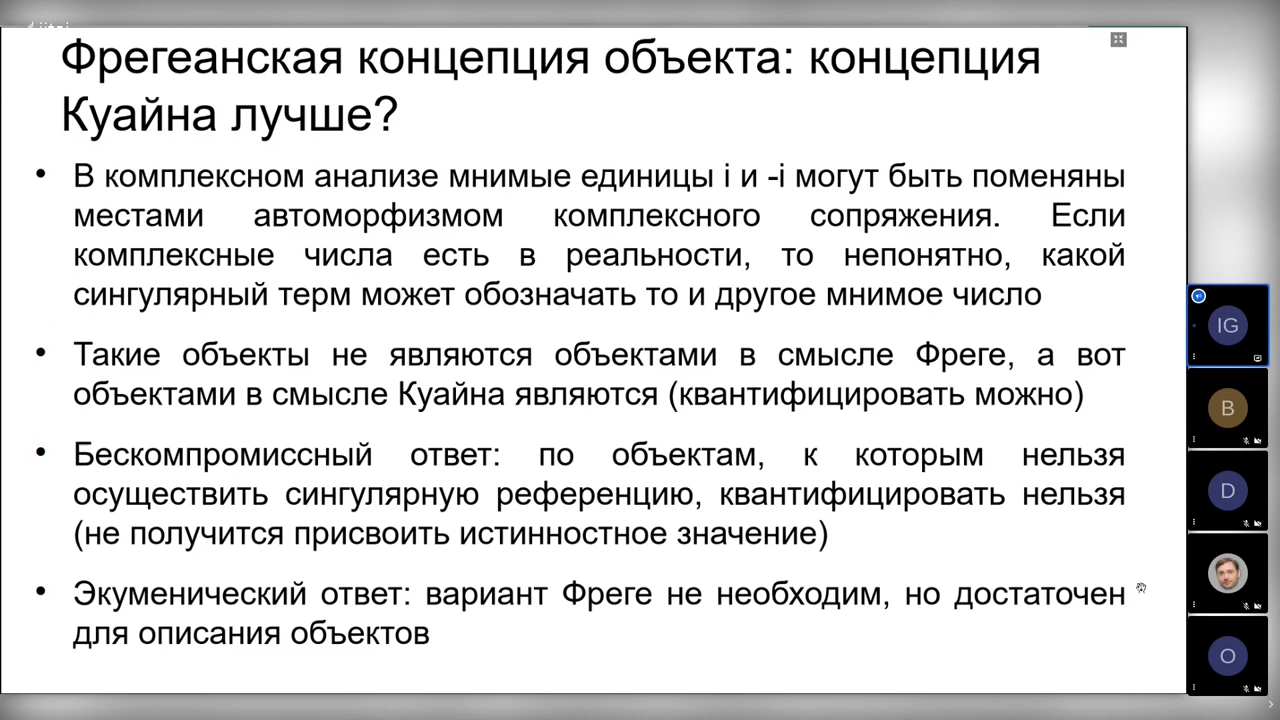 Фрегеанская концепция объекта: концепция
Куайна лучше?
• В комплексном анализе мнимые единицы i и -i могут быть поменяны
местами автоморфизмом комплексного сопряжения. Если
комплексные числа есть в реальности, то непонятно, какой
сингулярный терм может обозначать то и другое мнимое число
• Такие объекты не являются объектами в смысле Фреге, а вот
объектами в смысле Куайна являются (квантифицировать можно)
• Бескомпромиссный ответ: по объектам, к которым нельзя
осуществить сингулярную референцию, квантифицировать нельзя
(не получится присвоить истинностное значение)
• Экуменический ответ: вариант Фреге не необходим, но достаточен
для описания объектов
IG
B
D
O